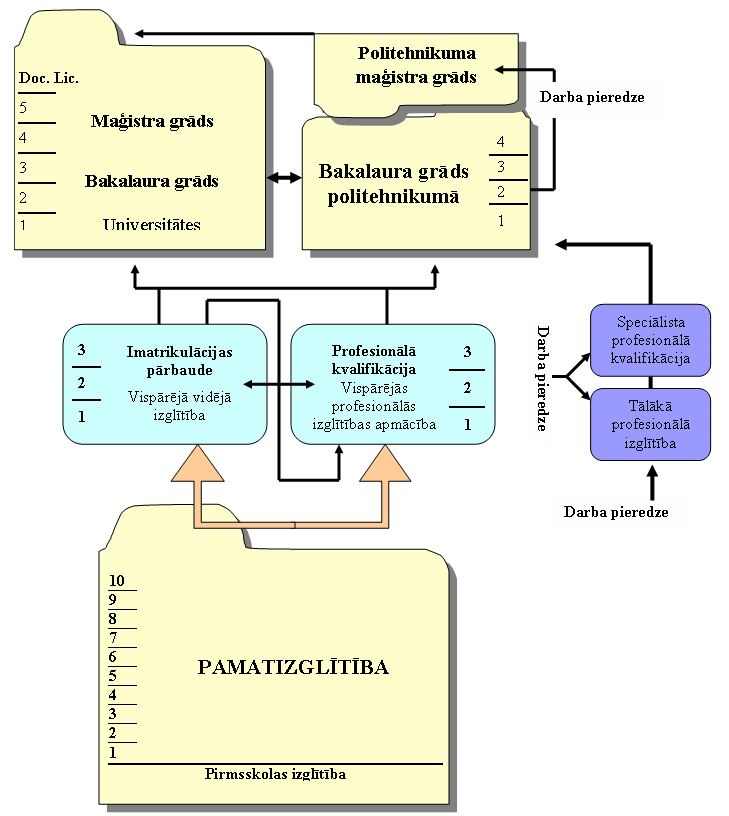 Politehnikuma
maģistra grāds
Darba pieredze
Doc. Lic.
5
4
3
2
1
Maģistra grāds
Bakalaura grāds
Universitātes
Bakalaura grāds
politehnikumā
4
3
2
1
3
2
1
Imatrikulācijas
pārbaude
Vispārējā vidējā
izglītība
Profesionālā
kvalifikācija
Vispārējās
profesionālās
izglītības apmācība
3
2
1
Darba pieredze
Speciālista
profesionālā
kvalifikācija
Tālākā
profesionālā
izglītība
Darba pieredze
10
9
8
7
6
5
4
3
2
1
PAMATIZGLĪTĪBA
Pirmsskolas izglītība